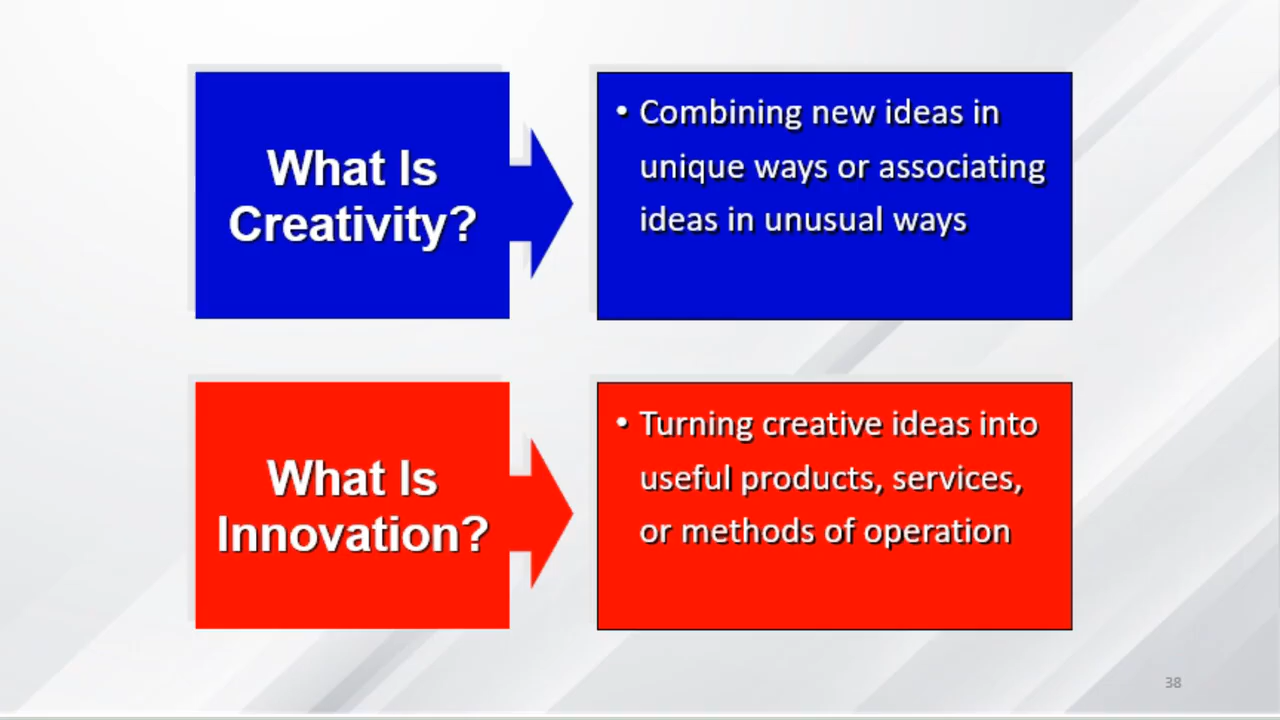 What Is
Creativity?
• Combining new ideas in
unique ways or associating
ideas in unusual ways
What Is
Innovation?
• Turning creative ideas into
useful products, services,
or methods of operation
38